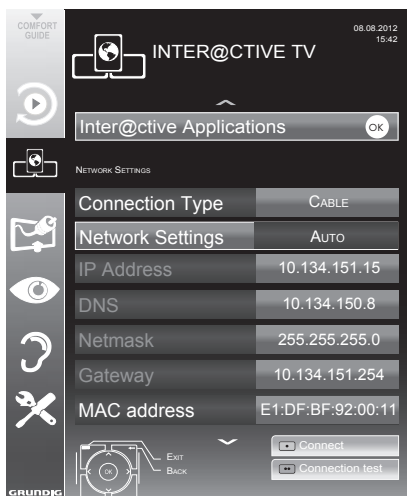 COMFORT
GUIDE
08.08.2012
15:42
INTER@CTIVE TV
Inter@ctive Applications OK
NETWORK SETTINGS
Connection Type CABLE
Network Settings AUTO
IP Address 10.134.151.15
DNS 10.134.150.8
Netmask 255.255.255.0
Gateway 10.134.151.254
MAC address E1:DF:BF:92:00:11
EXIT
BACK
OK
Connect
Connection test
GRUNDIG